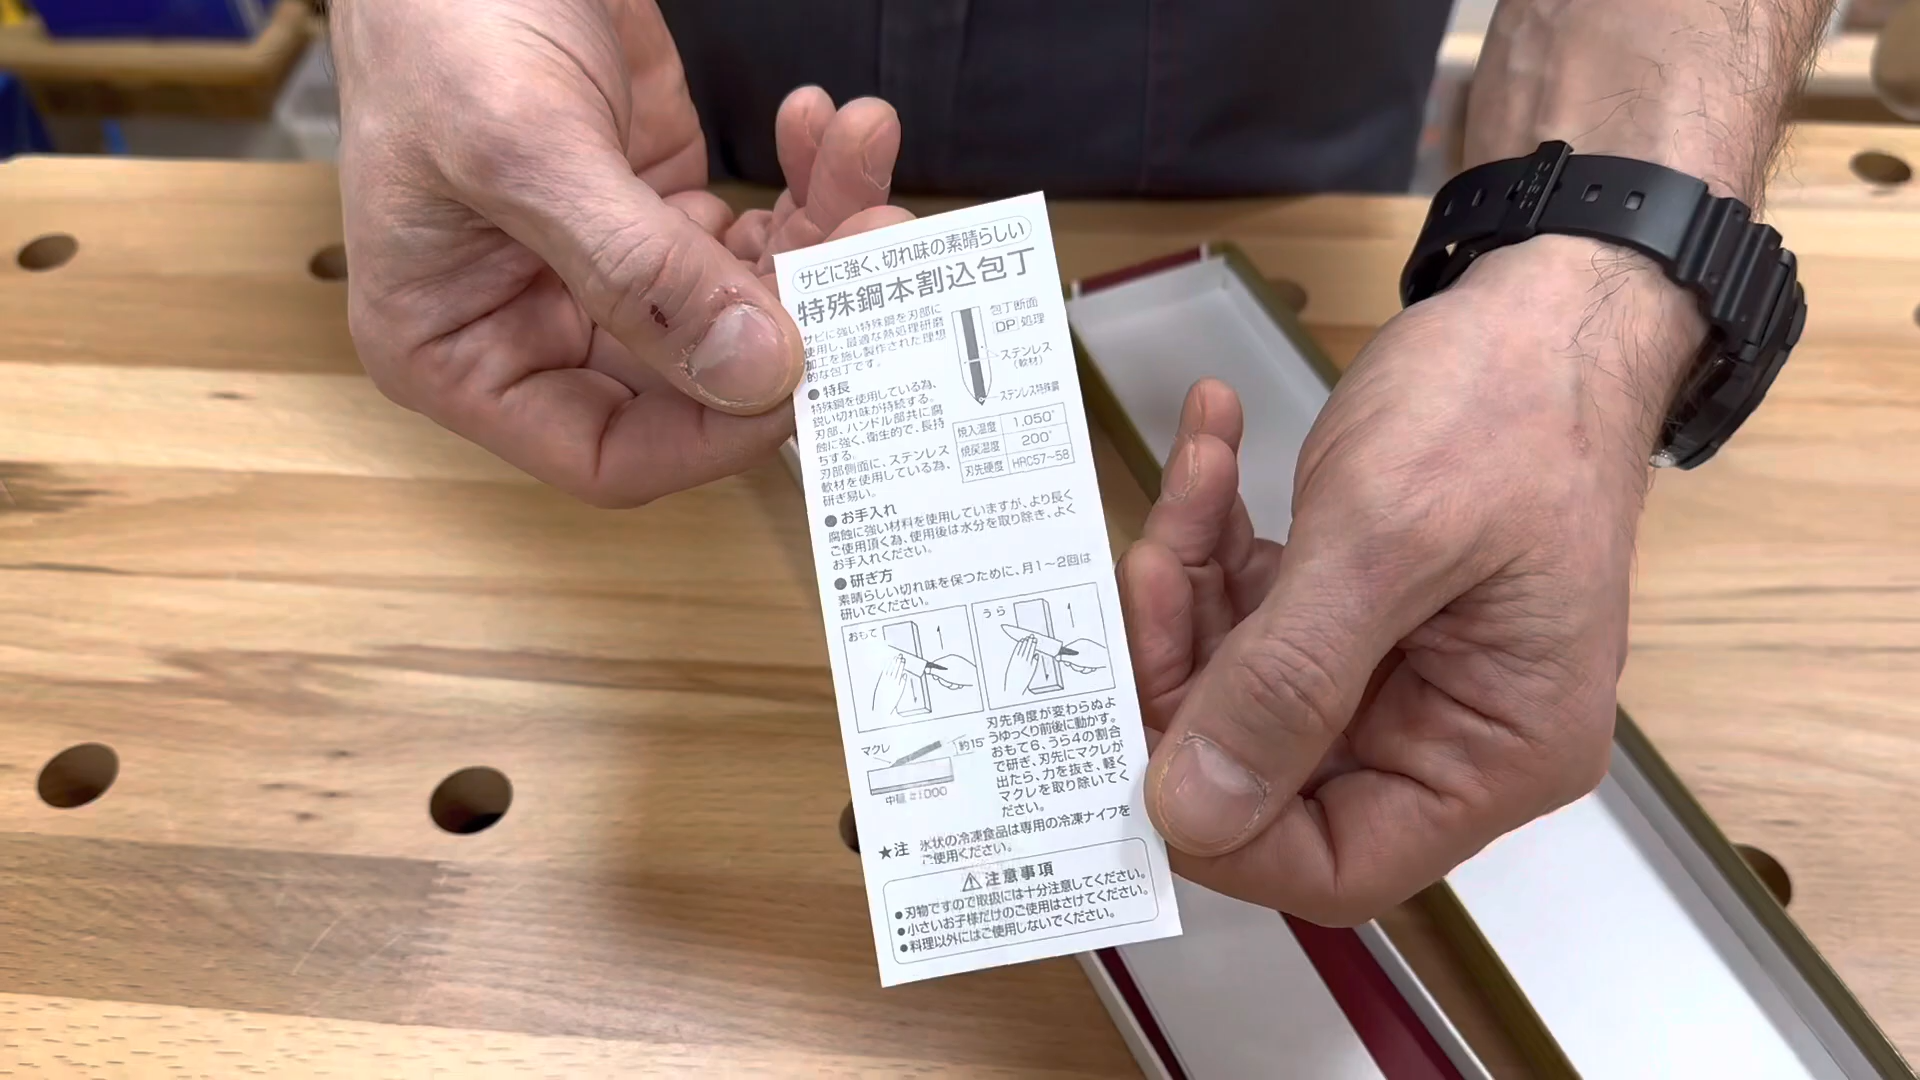 サビに強く、切れ味の素晴らしい
特殊鋼本割込包丁
サビに強い特殊鋼を刃部に
使用し、最適な熱処理研磨
加工を施し製作された理想
的な包丁です。
包丁断面
DP 処理
ステンレス
(軟材)
ステンレス特殊鋼
● 特長
特殊鋼を使用している為、
鋭い切れ味が持続する。
刃部、ハンドル部共に腐
蝕に強く、衛生的で、長持
ちする。
刃部側面に、ステンレス
軟材を使用している為、
研ぎ易い。
焼入温度 1,050°
焼戻温度 200°
刃先硬度 HRC57~58
● お手入れ
腐蝕に強い材料を使用していますが、より長く
ご使用頂く為、使用後は水分を取り除き、よく
お手入れください。
● 研ぎ方
素晴らしい切れ味を保つために、月1~2回は
研いでください。
おもて
うら
マクレ
約15°
中砥 #1000
刃先角度が変わらぬよ
うゆっくり前後に動かす。
おもて6、うら4の割合
で研ぎ、刃先にマクレが
出たら、力を抜き、軽く
マクレを取り除いてく
ださい。
★注 氷状の冷凍食品は専用の冷凍ナイフを
ご使用ください。
⚠注意事項
●刃物ですので取扱には十分注意してください。
●小さいお子様だけのご使用はさけてください。
●料理以外にはご使用しないでください。
CASIO